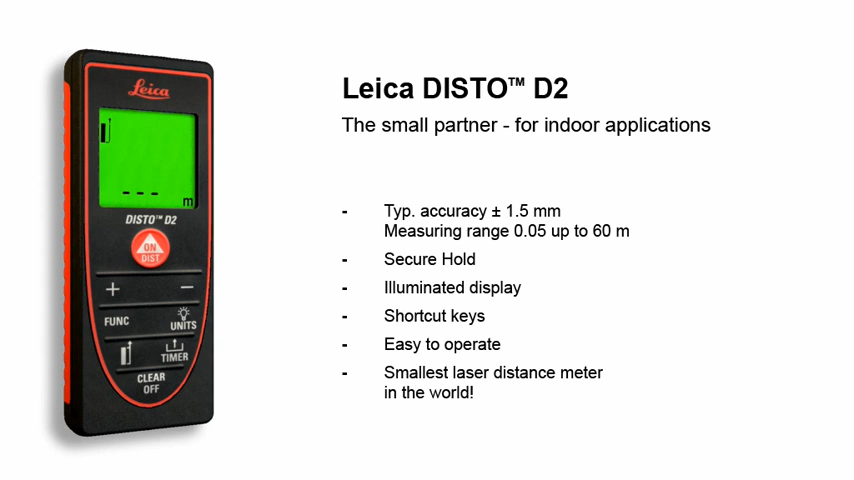 Leica
m
DISTO™ D2
ON
DIST
+ −
FUNC
UNITS
TIMER
CLEAR
OFF
Leica DISTO™ D2
The small partner - for indoor applications
- Typ. accuracy ± 1.5 mm
Measuring range 0.05 up to 60 m
- Secure Hold
- Illuminated display
- Shortcut keys
- Easy to operate
- Smallest laser distance meter
in the world!